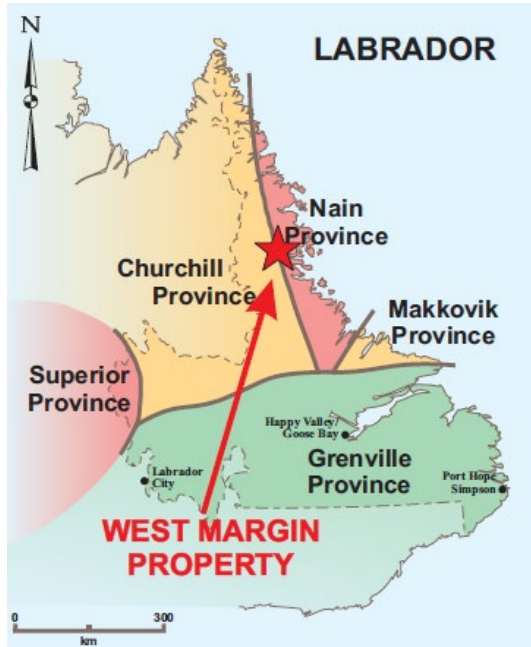 N
LABRADOR
Nain
Province
Churchill
Province
Makkovik
Province
Superior
Province
Happy Valley/
Goose Bay
Grenville
Province
Labrador
City
Port Hope
Simpson
WEST MARGIN
PROPERTY
0 300
km